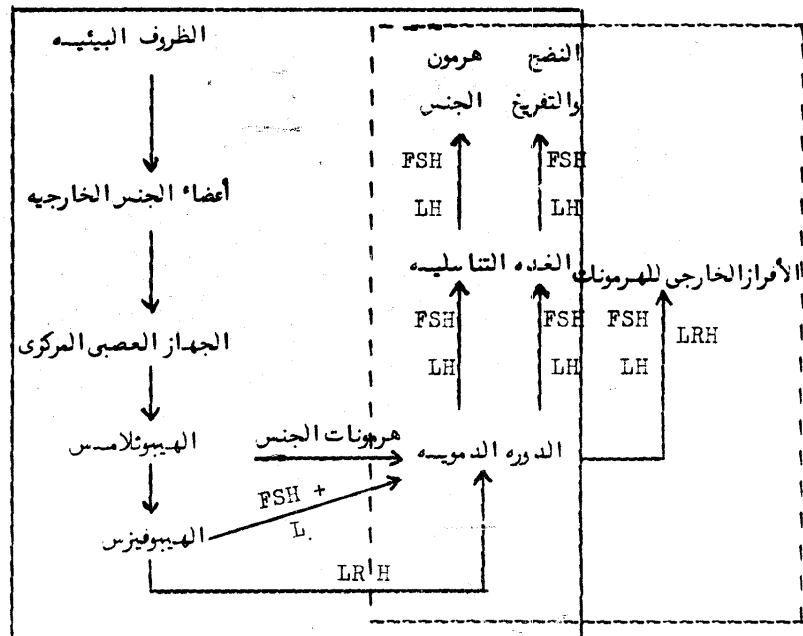 الظروف البيئيه
أعضاء الجنس الخارجيه
الجهاز العصبى المركزى
الهيبوثلامس
الهيبوفيزس
هرمونات الجنس
FSH +
L.
LRH
النضج هرمون
والتفريخ الجنس
FSH FSH
LH LH
الغده التناسليه
FSH FSH
LH LH
الدوره الدمويه
الأفراز الخارجى للهرمونات
FSH
LH
LRH